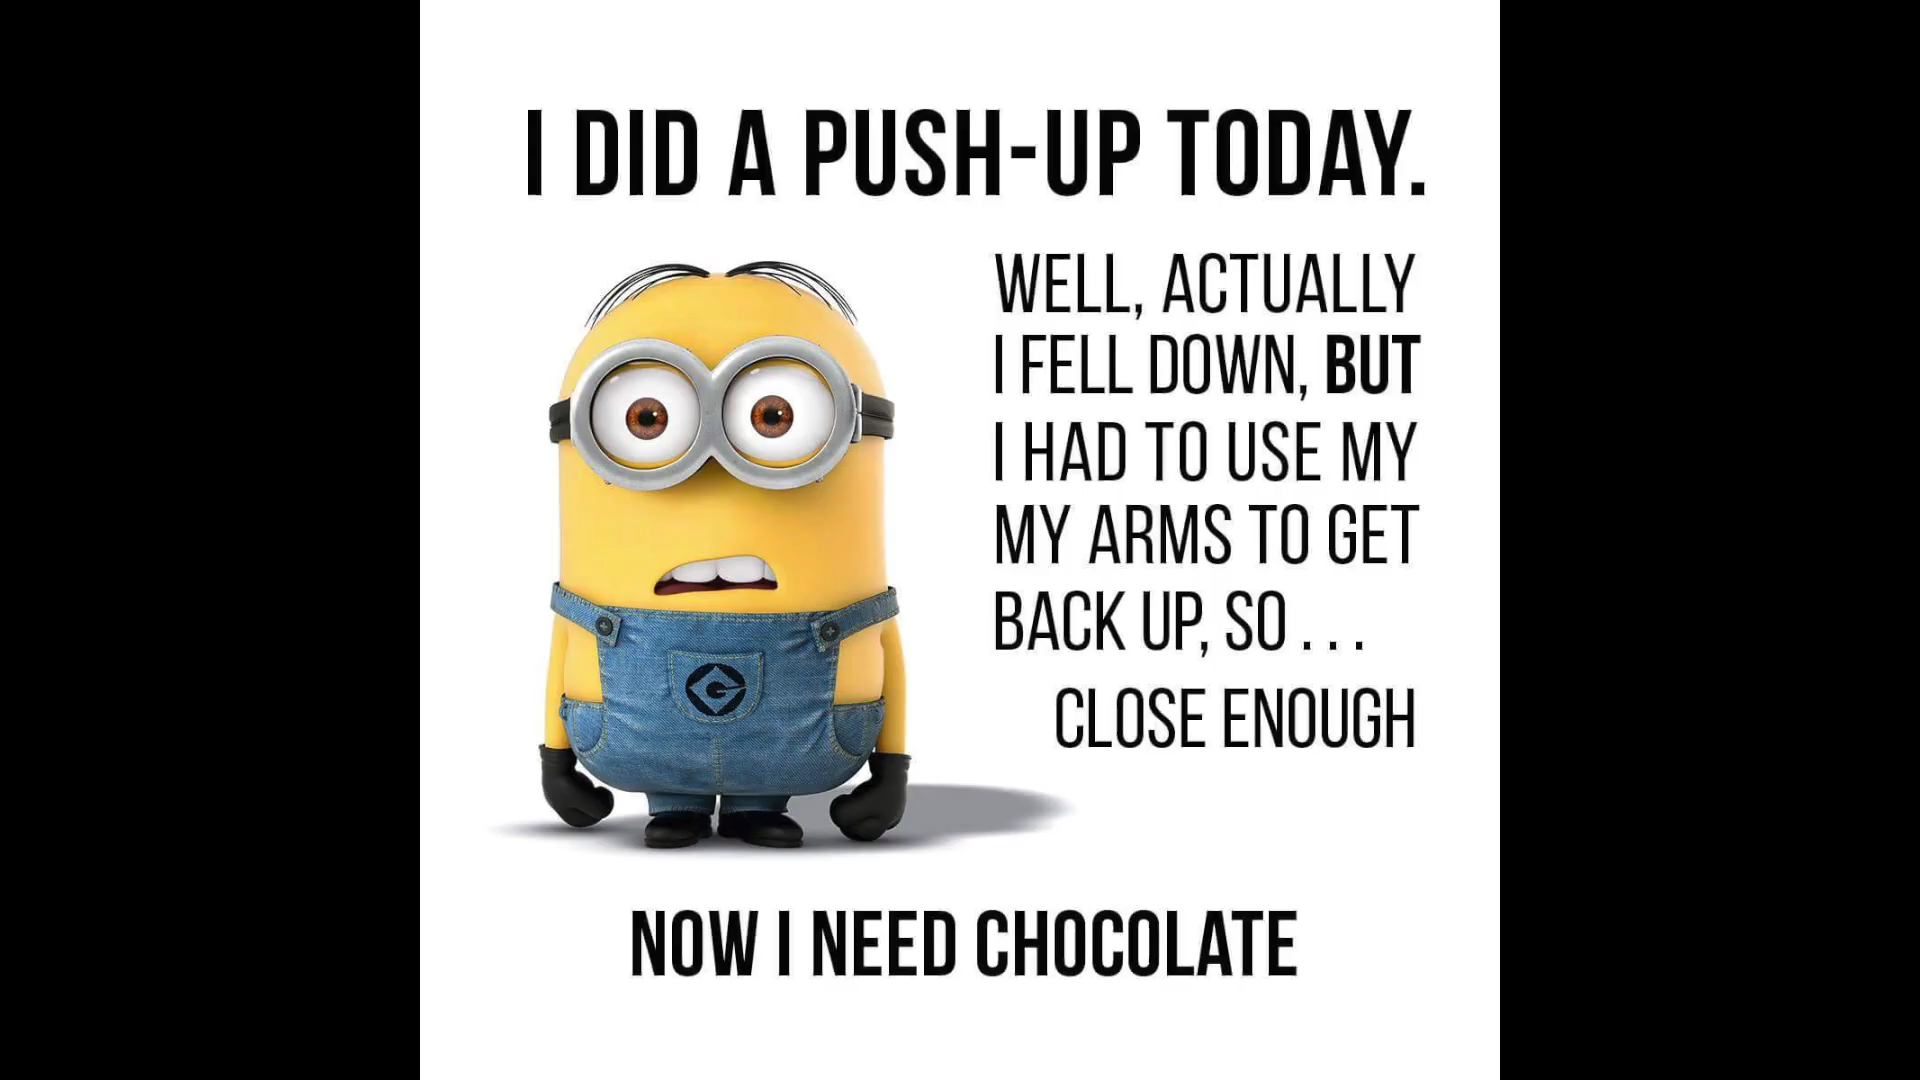 I DID A PUSH-UP TODAY.
WELL, ACTUALLY
I FELL DOWN, BUT
I HAD TO USE MY
MY ARMS TO GET
BACK UP, SO . . .
CLOSE ENOUGH
NOW I NEED CHOCOLATE